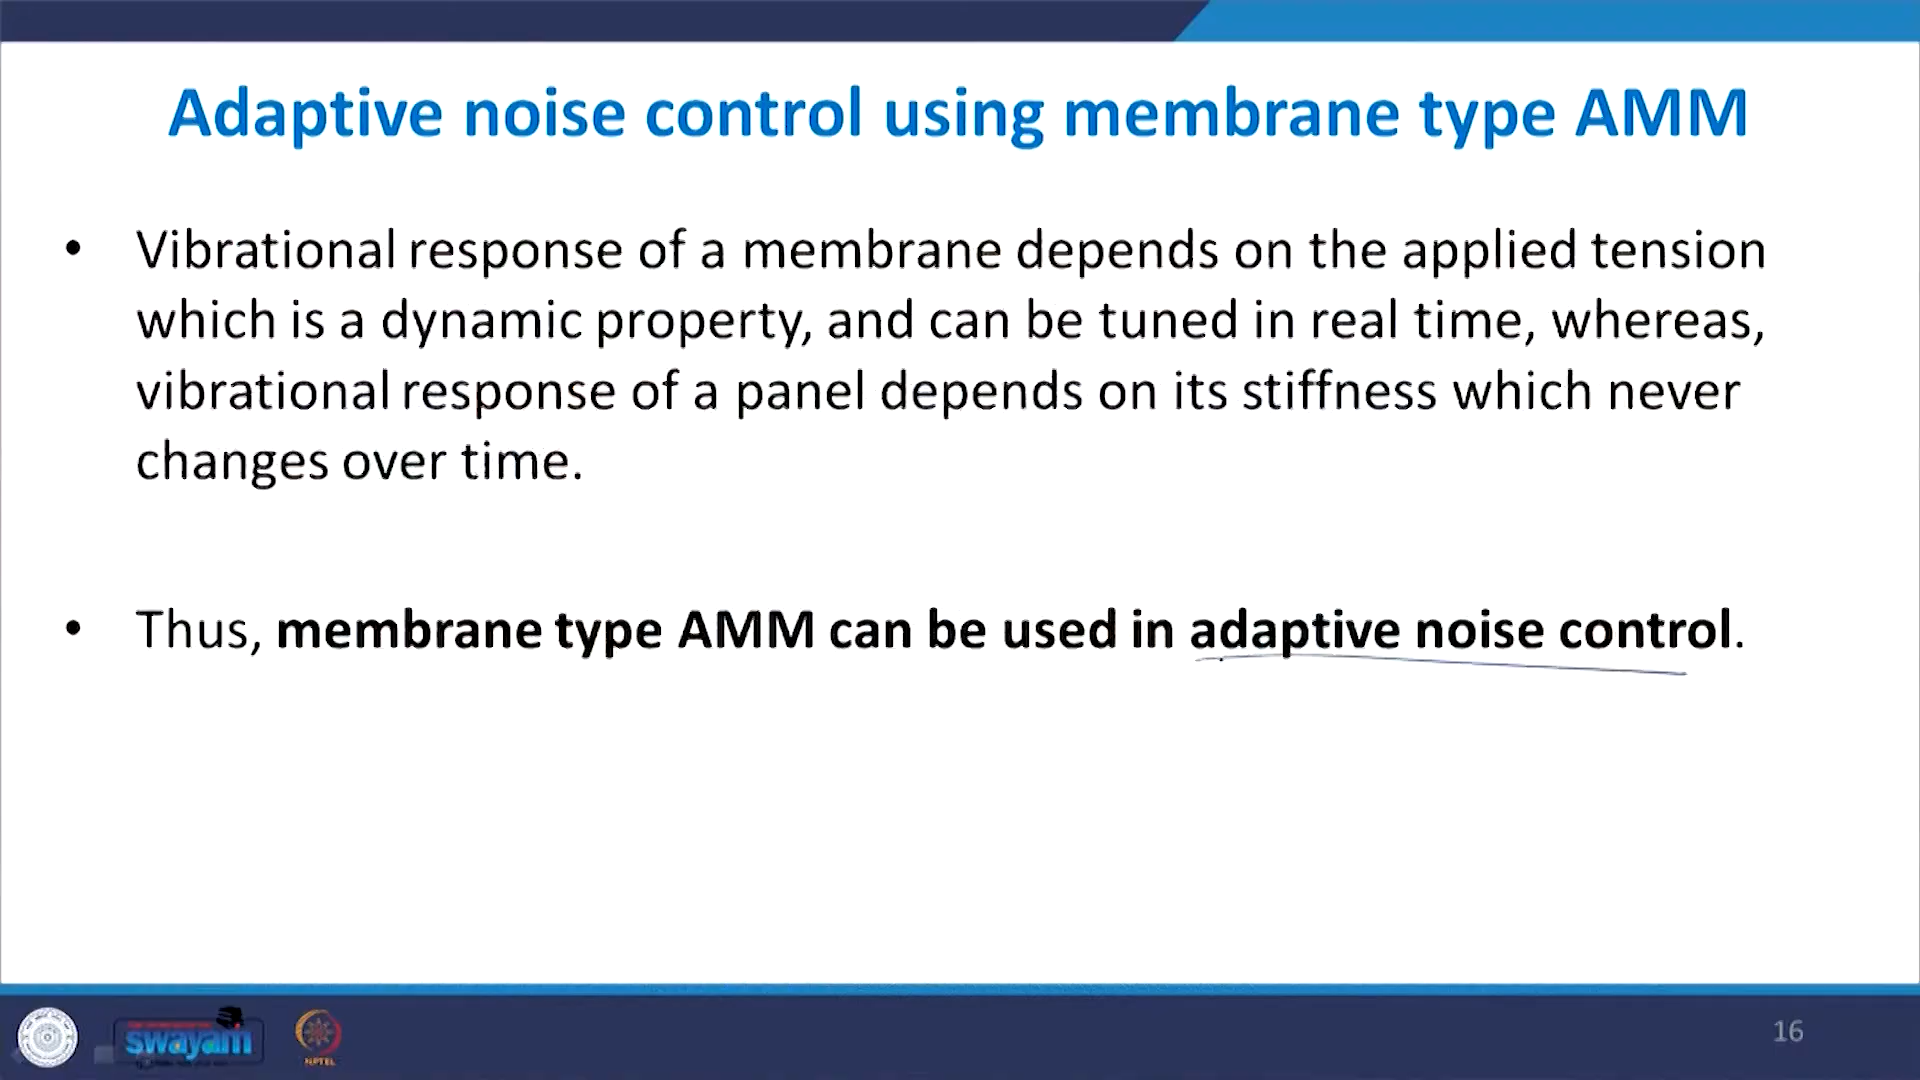 Adaptive noise control using membrane type AMM
• Vibrational response of a membrane depends on the applied tension
which is a dynamic property, and can be tuned in real time, whereas,
vibrational response of a panel depends on its stiffness which never
changes over time.
• Thus, membrane type AMM can be used in adaptive noise control.
swayam
NPTEL
16